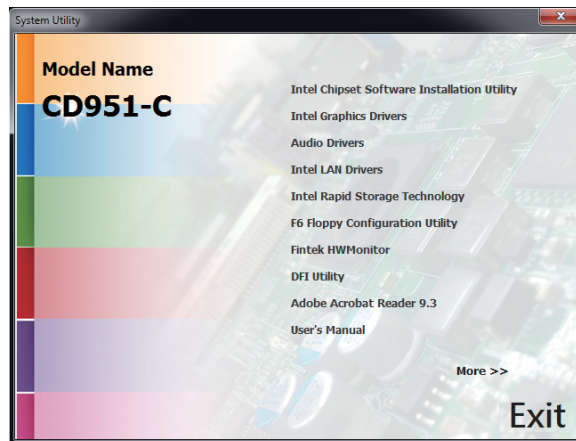 System Utility
Model Name
CD951-C
Intel Chipset Software Installation Utility
Intel Graphics Drivers
Audio Drivers
Intel LAN Drivers
Intel Rapid Storage Technology
F6 Floppy Configuration Utility
Fintek HWMonitor
DFI Utility
Adobe Acrobat Reader 9.3
User's Manual
More >>
Exit